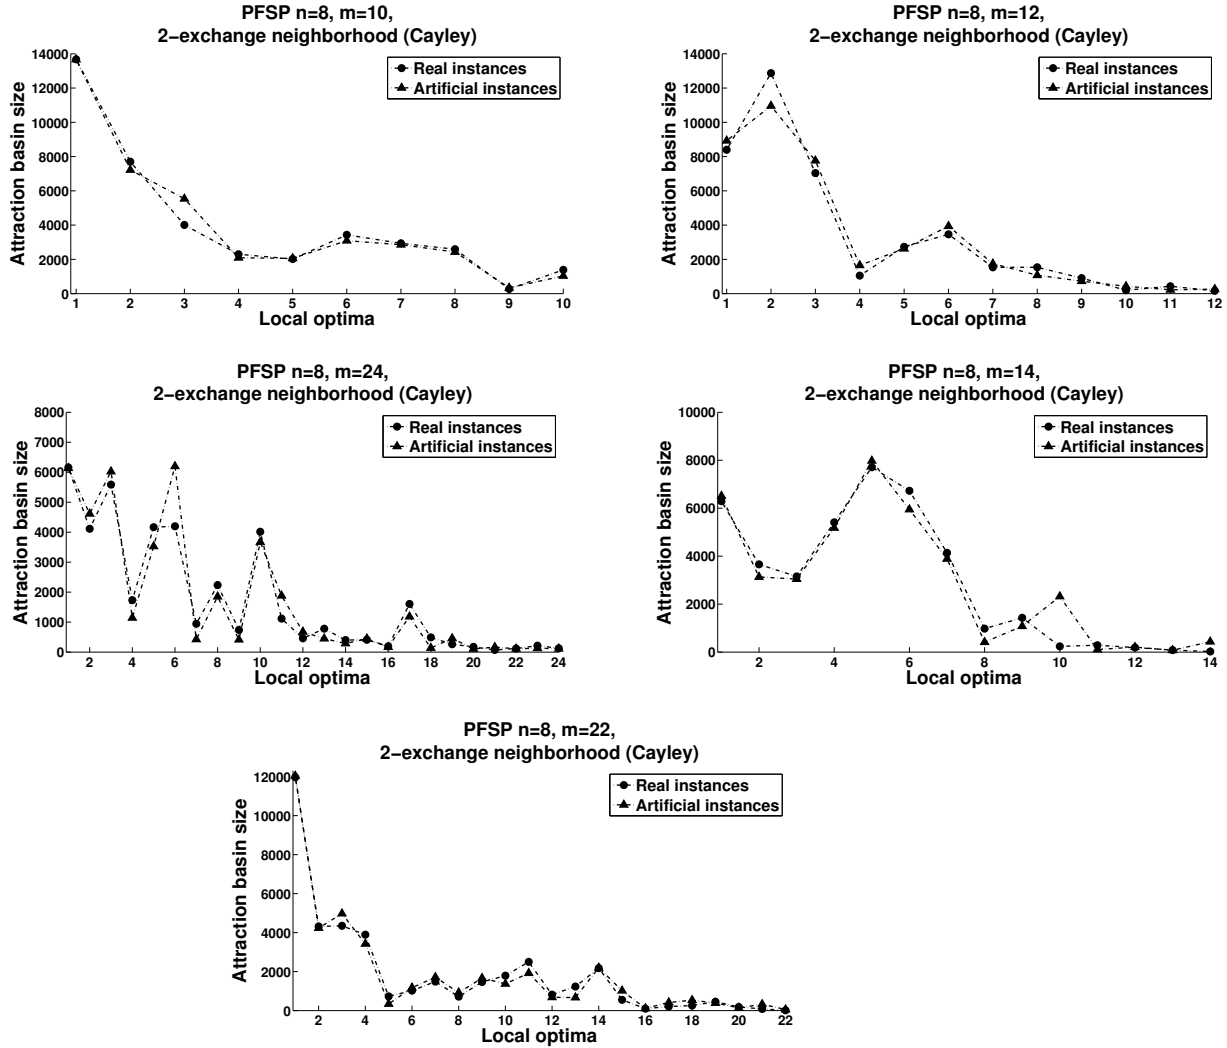 PFSP n=8, m=10,
2−exchange neighborhood (Cayley)
Attraction basin size
14000
12000
10000
8000
6000
4000
2000
0
Real instances
Artificial instances
1 2 3 4 5 6 7 8 9 10
Local optima
PFSP n=8, m=12,
2−exchange neighborhood (Cayley)
Attraction basin size
14000
12000
10000
8000
6000
4000
2000
0
Real instances
Artificial instances
1 2 3 4 5 6 7 8 9 10 11 12
Local optima
PFSP n=8, m=24,
2−exchange neighborhood (Cayley)
Attraction basin size
8000
7000
6000
5000
4000
3000
2000
1000
0
Real instances
Artificial instances
2 4 6 8 10 12 14 16 18 20 22 24
Local optima
PFSP n=8, m=14,
2−exchange neighborhood (Cayley)
Attraction basin size
10000
8000
6000
4000
2000
0
Real instances
Artificial instances
2 4 6 8 10 12 14
Local optima
PFSP n=8, m=22,
2−exchange neighborhood (Cayley)
Attraction basin size
12000
10000
8000
6000
4000
2000
0
Real instances
Artificial instances
2 4 6 8 10 12 14 16 18 20 22
Local optima